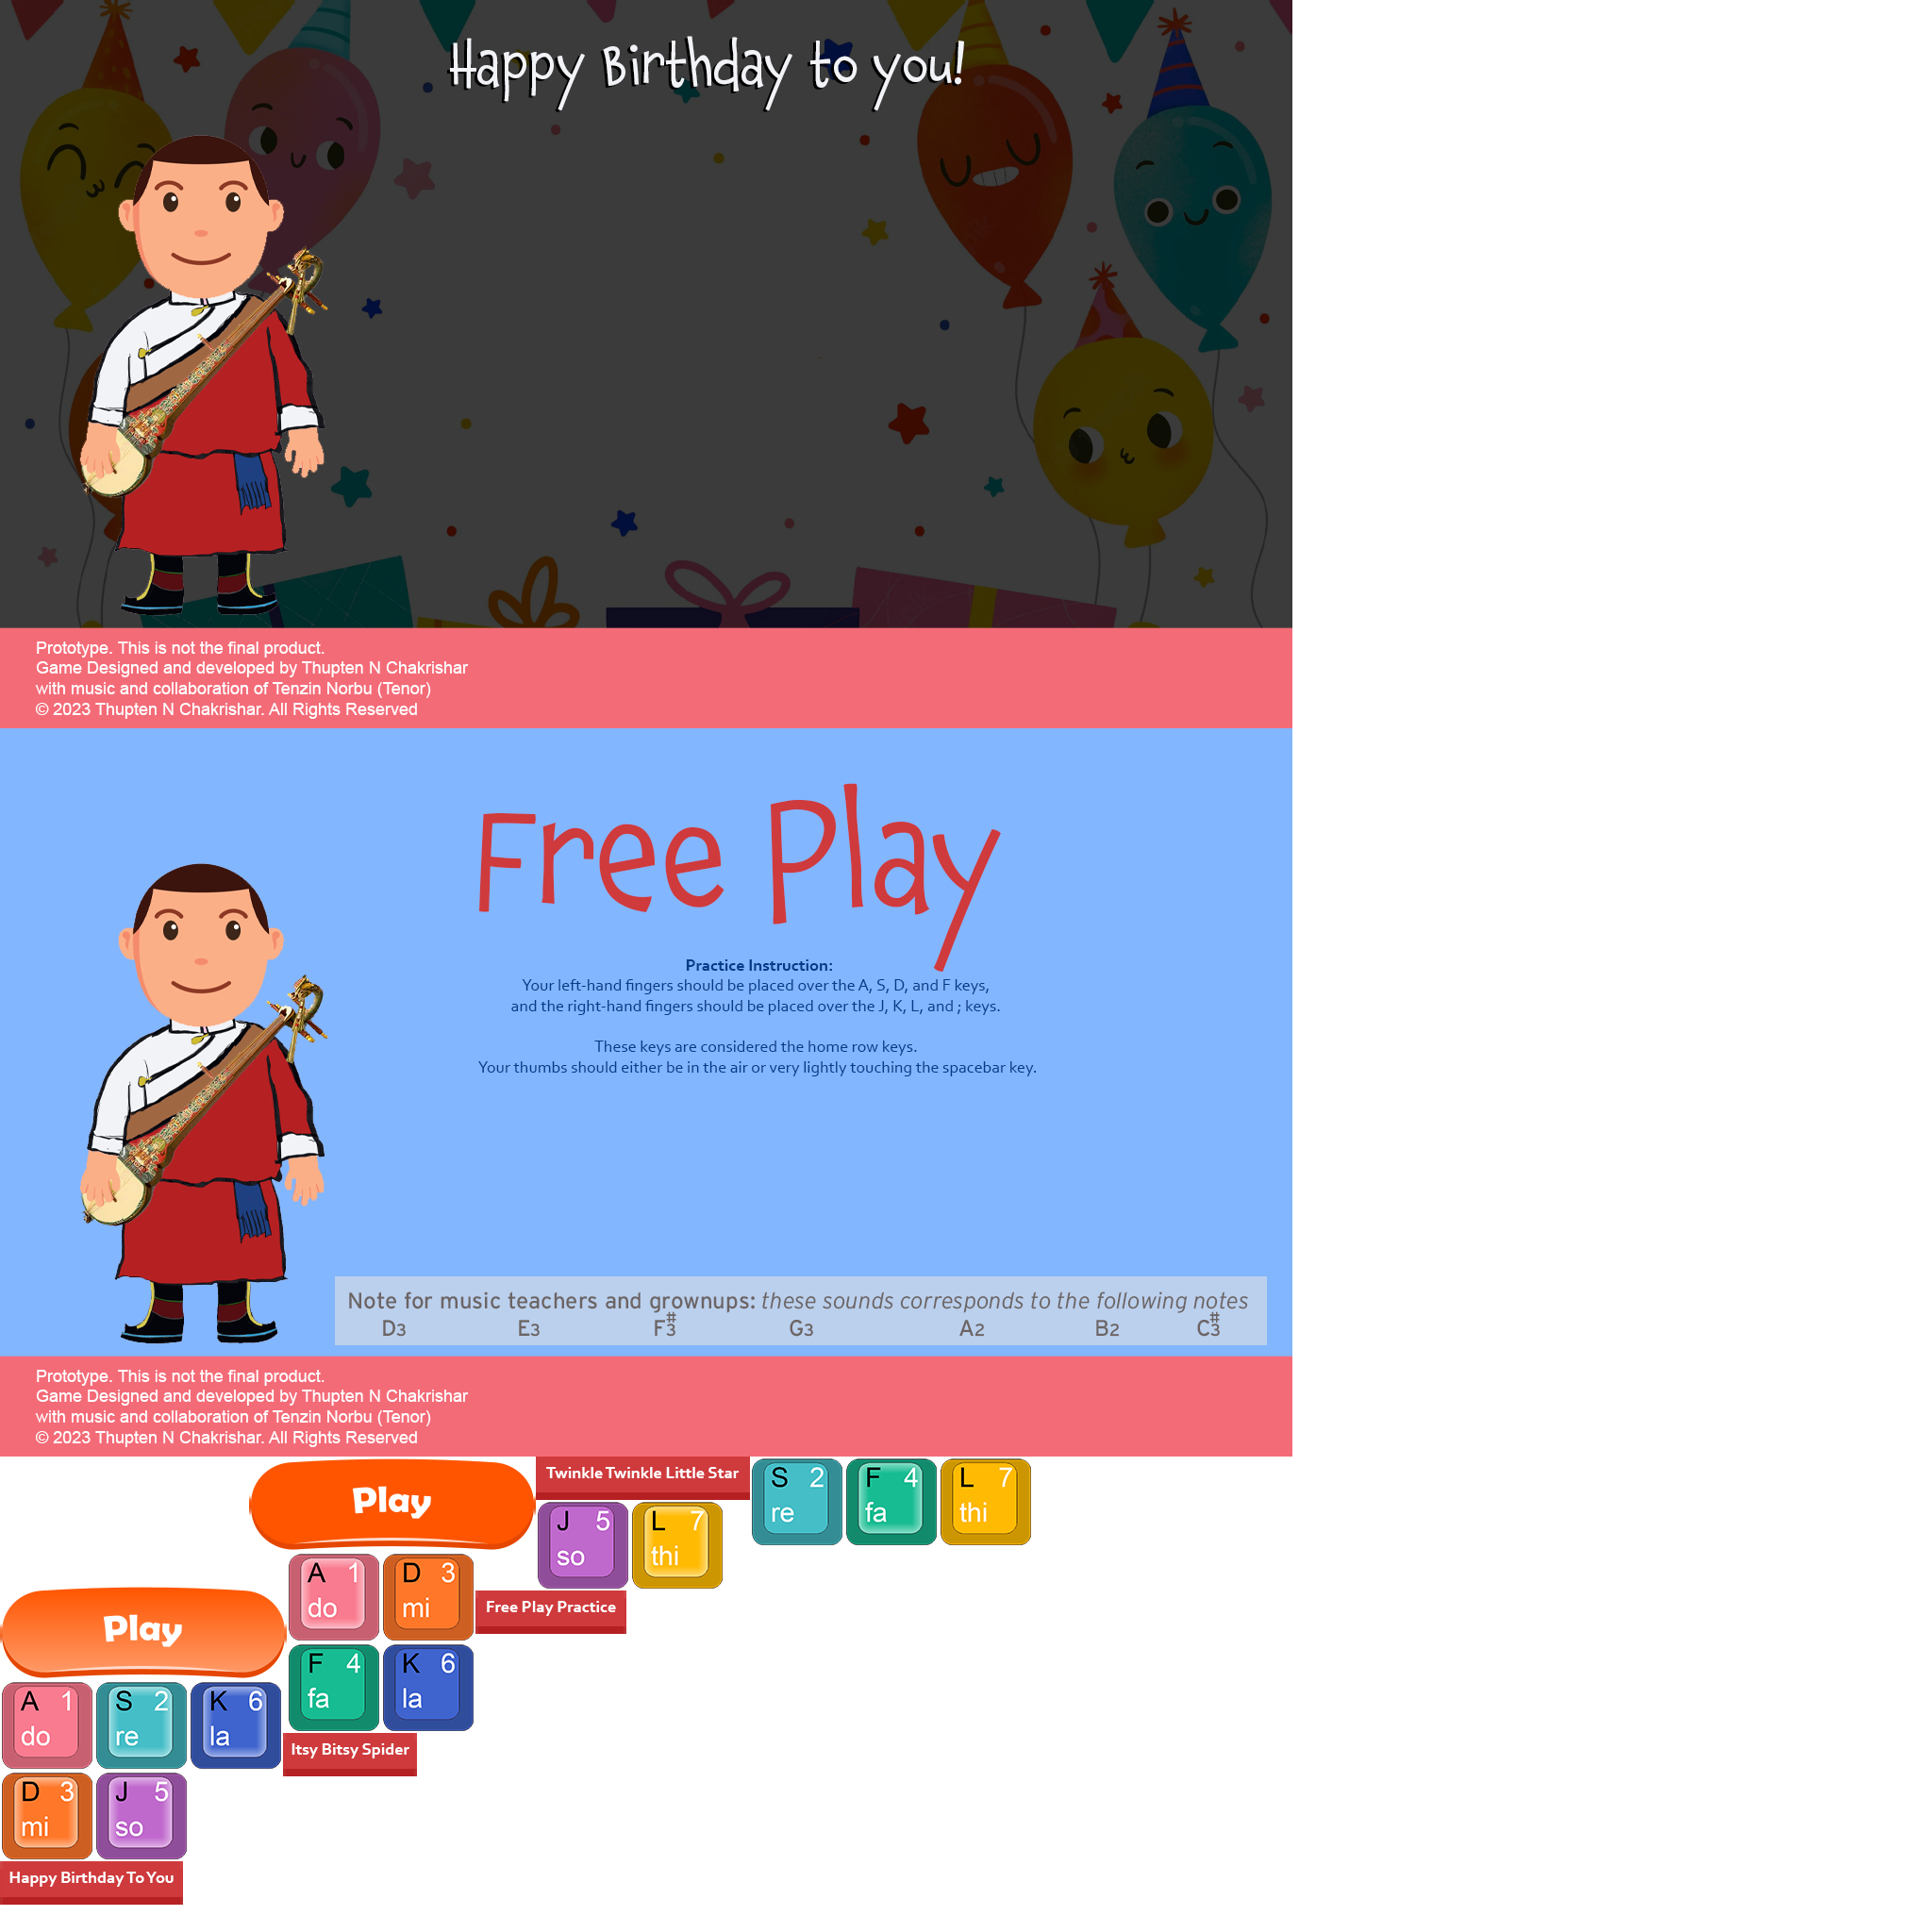 Happy Birthday to you!
Prototype. This is not the final product.
Game Designed and developed by Thupten N Chakrishar
with music and collaboration of Tenzin Norbu (Tenor)
© 2023 Thupten N Chakrishar. All Rights Reserved
Free Play
Practice Instruction:
Your left-hand fingers should be placed over the A, S, D, and F keys,
and the right-hand fingers should be placed over the J, K, L, and ; keys.
These keys are considered the home row keys.
Your thumbs should either be in the air or very lightly touching the spacebar key.
Note for music teachers and grownups: these sounds corresponds to the following notes
D3 E3 F#3 G3 A2 B2 C#3
Prototype. This is not the final product.
Game Designed and developed by Thupten N Chakrishar
with music and collaboration of Tenzin Norbu (Tenor)
© 2023 Thupten N Chakrishar. All Rights Reserved
Play
Twinkle Twinkle Little Star
S 2
re
F 4
fa
L 7
thi
J 5
so
L 7
thi
A 1
do
D 3
mi
Free Play Practice
Play
F 4
fa
K 6
la
A 1
do
S 2
re
K 6
la
Itsy Bitsy Spider
D 3
mi
J 5
so
Happy Birthday To You